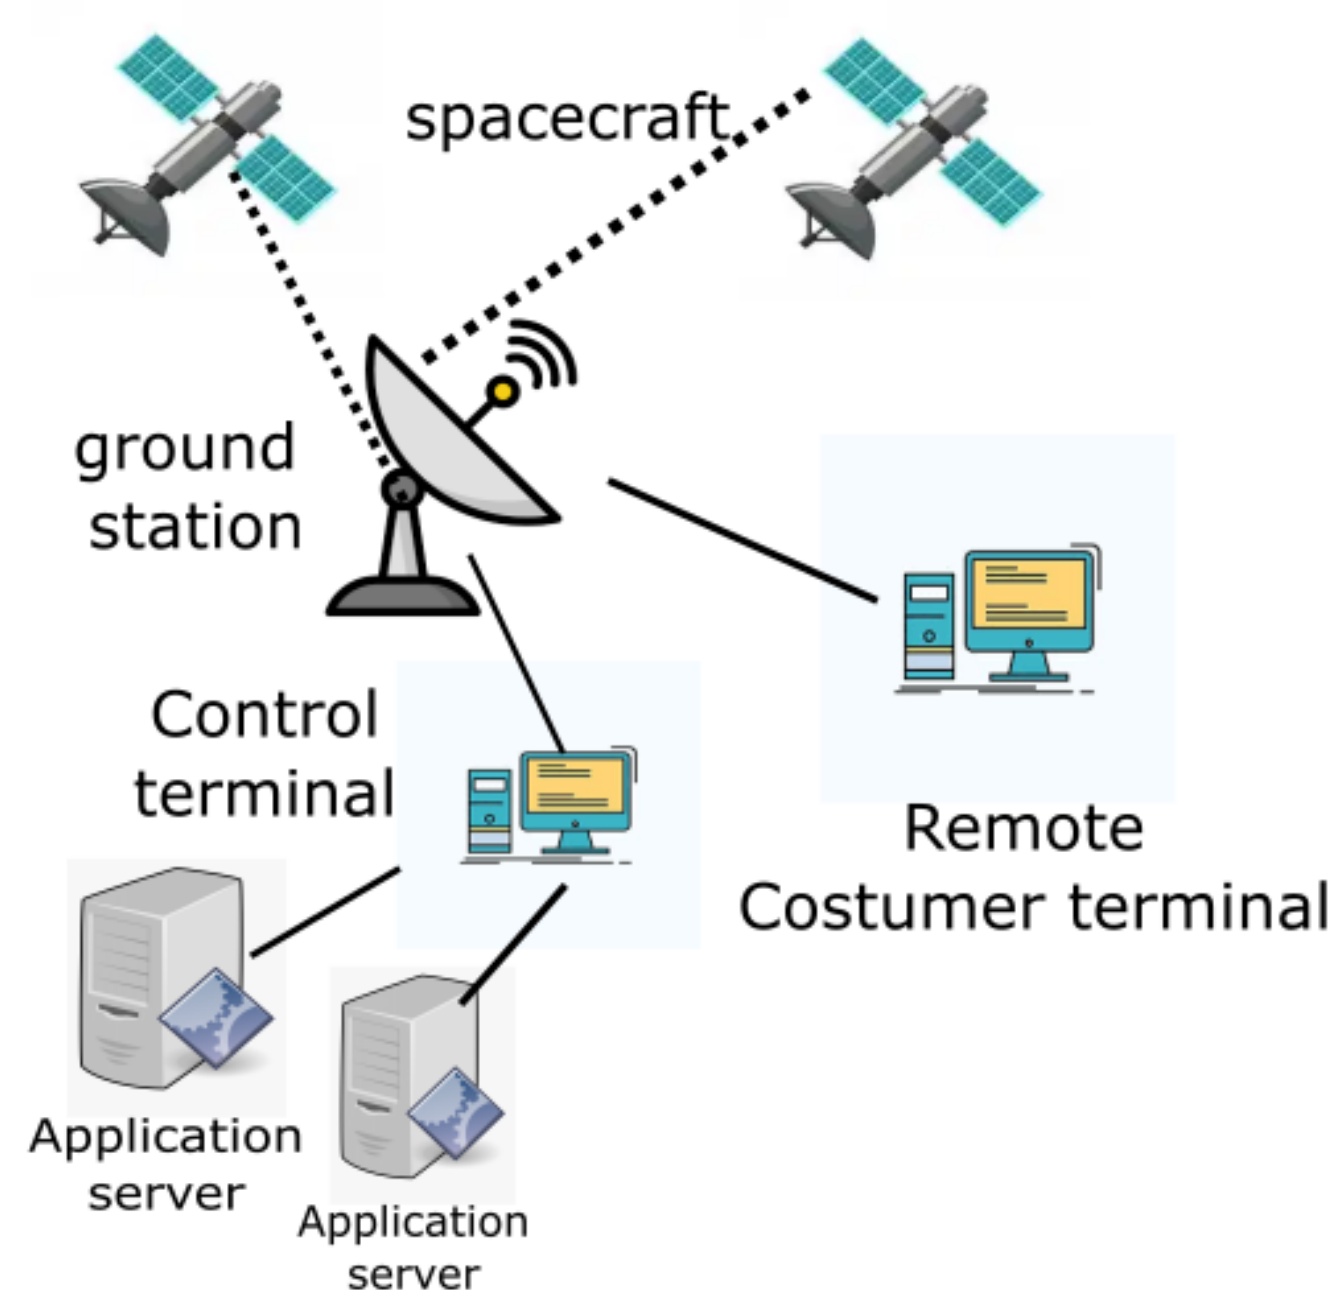 spacecraft
ground
station
Control
terminal
Remote
Costumer terminal
Application
server
Application
server